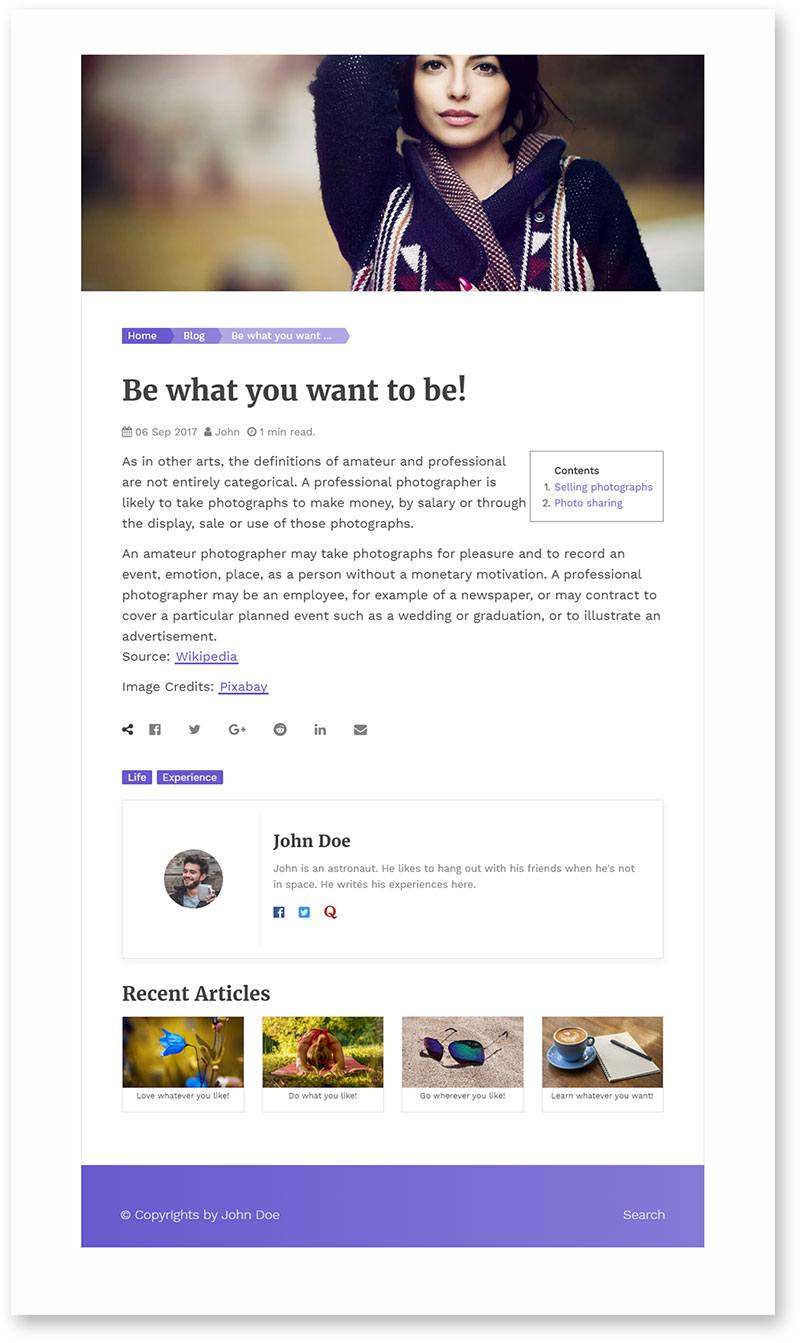 Home Blog Be what you want ...
Be what you want to be!
06 Sep 2017 John 1 min read.
As in other arts, the definitions of amateur and professional
are not entirely categorical. A professional photographer is
likely to take photographs to make money, by salary or through
the display, sale or use of those photographs.
Contents
1. Selling photographs
2. Photo sharing
An amateur photographer may take photographs for pleasure and to record an
event, emotion, place, as a person without a monetary motivation. A professional
photographer may be an employee, for example of a newspaper, or may contract to
cover a particular planned event such as a wedding or graduation, or to illustrate an
advertisement.
Source: Wikipedia
Image Credits: Pixabay
Life Experience
John Doe
John is an astronaut. He likes to hang out with his friends when he's not
in space. He writes his experiences here.
Recent Articles
Love whatever you like!
Do what you like!
Go wherever you like!
Learn whatever you want!
© Copyrights by John Doe
Search